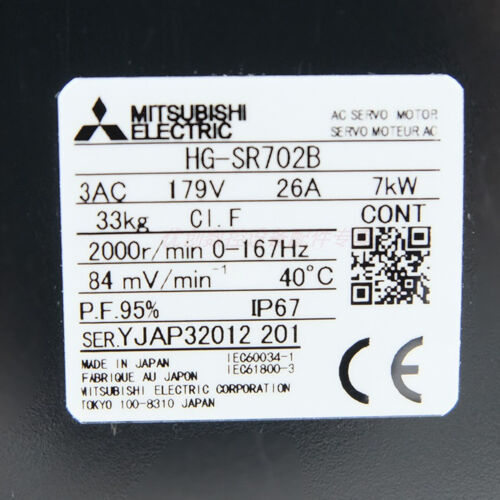 MITSUBISHI
ELECTRIC
AC SERVO MOTOR
SERVO MOTEUR AC
HG-SR702B
3AC 179V 26A 7kW
33kg Cl.F CONT
2000r/min 0-167Hz
84 mV/min⁻¹ 40°C
P.F.95% IP67
SER.YJAP32012 201
MADE IN JAPAN IEC60034-1
FABRIQUE AU JAPON IEC61800-3
MITSUBISHI ELECTRIC CORPORATION
TOKYO 100-8310 JAPAN
CE